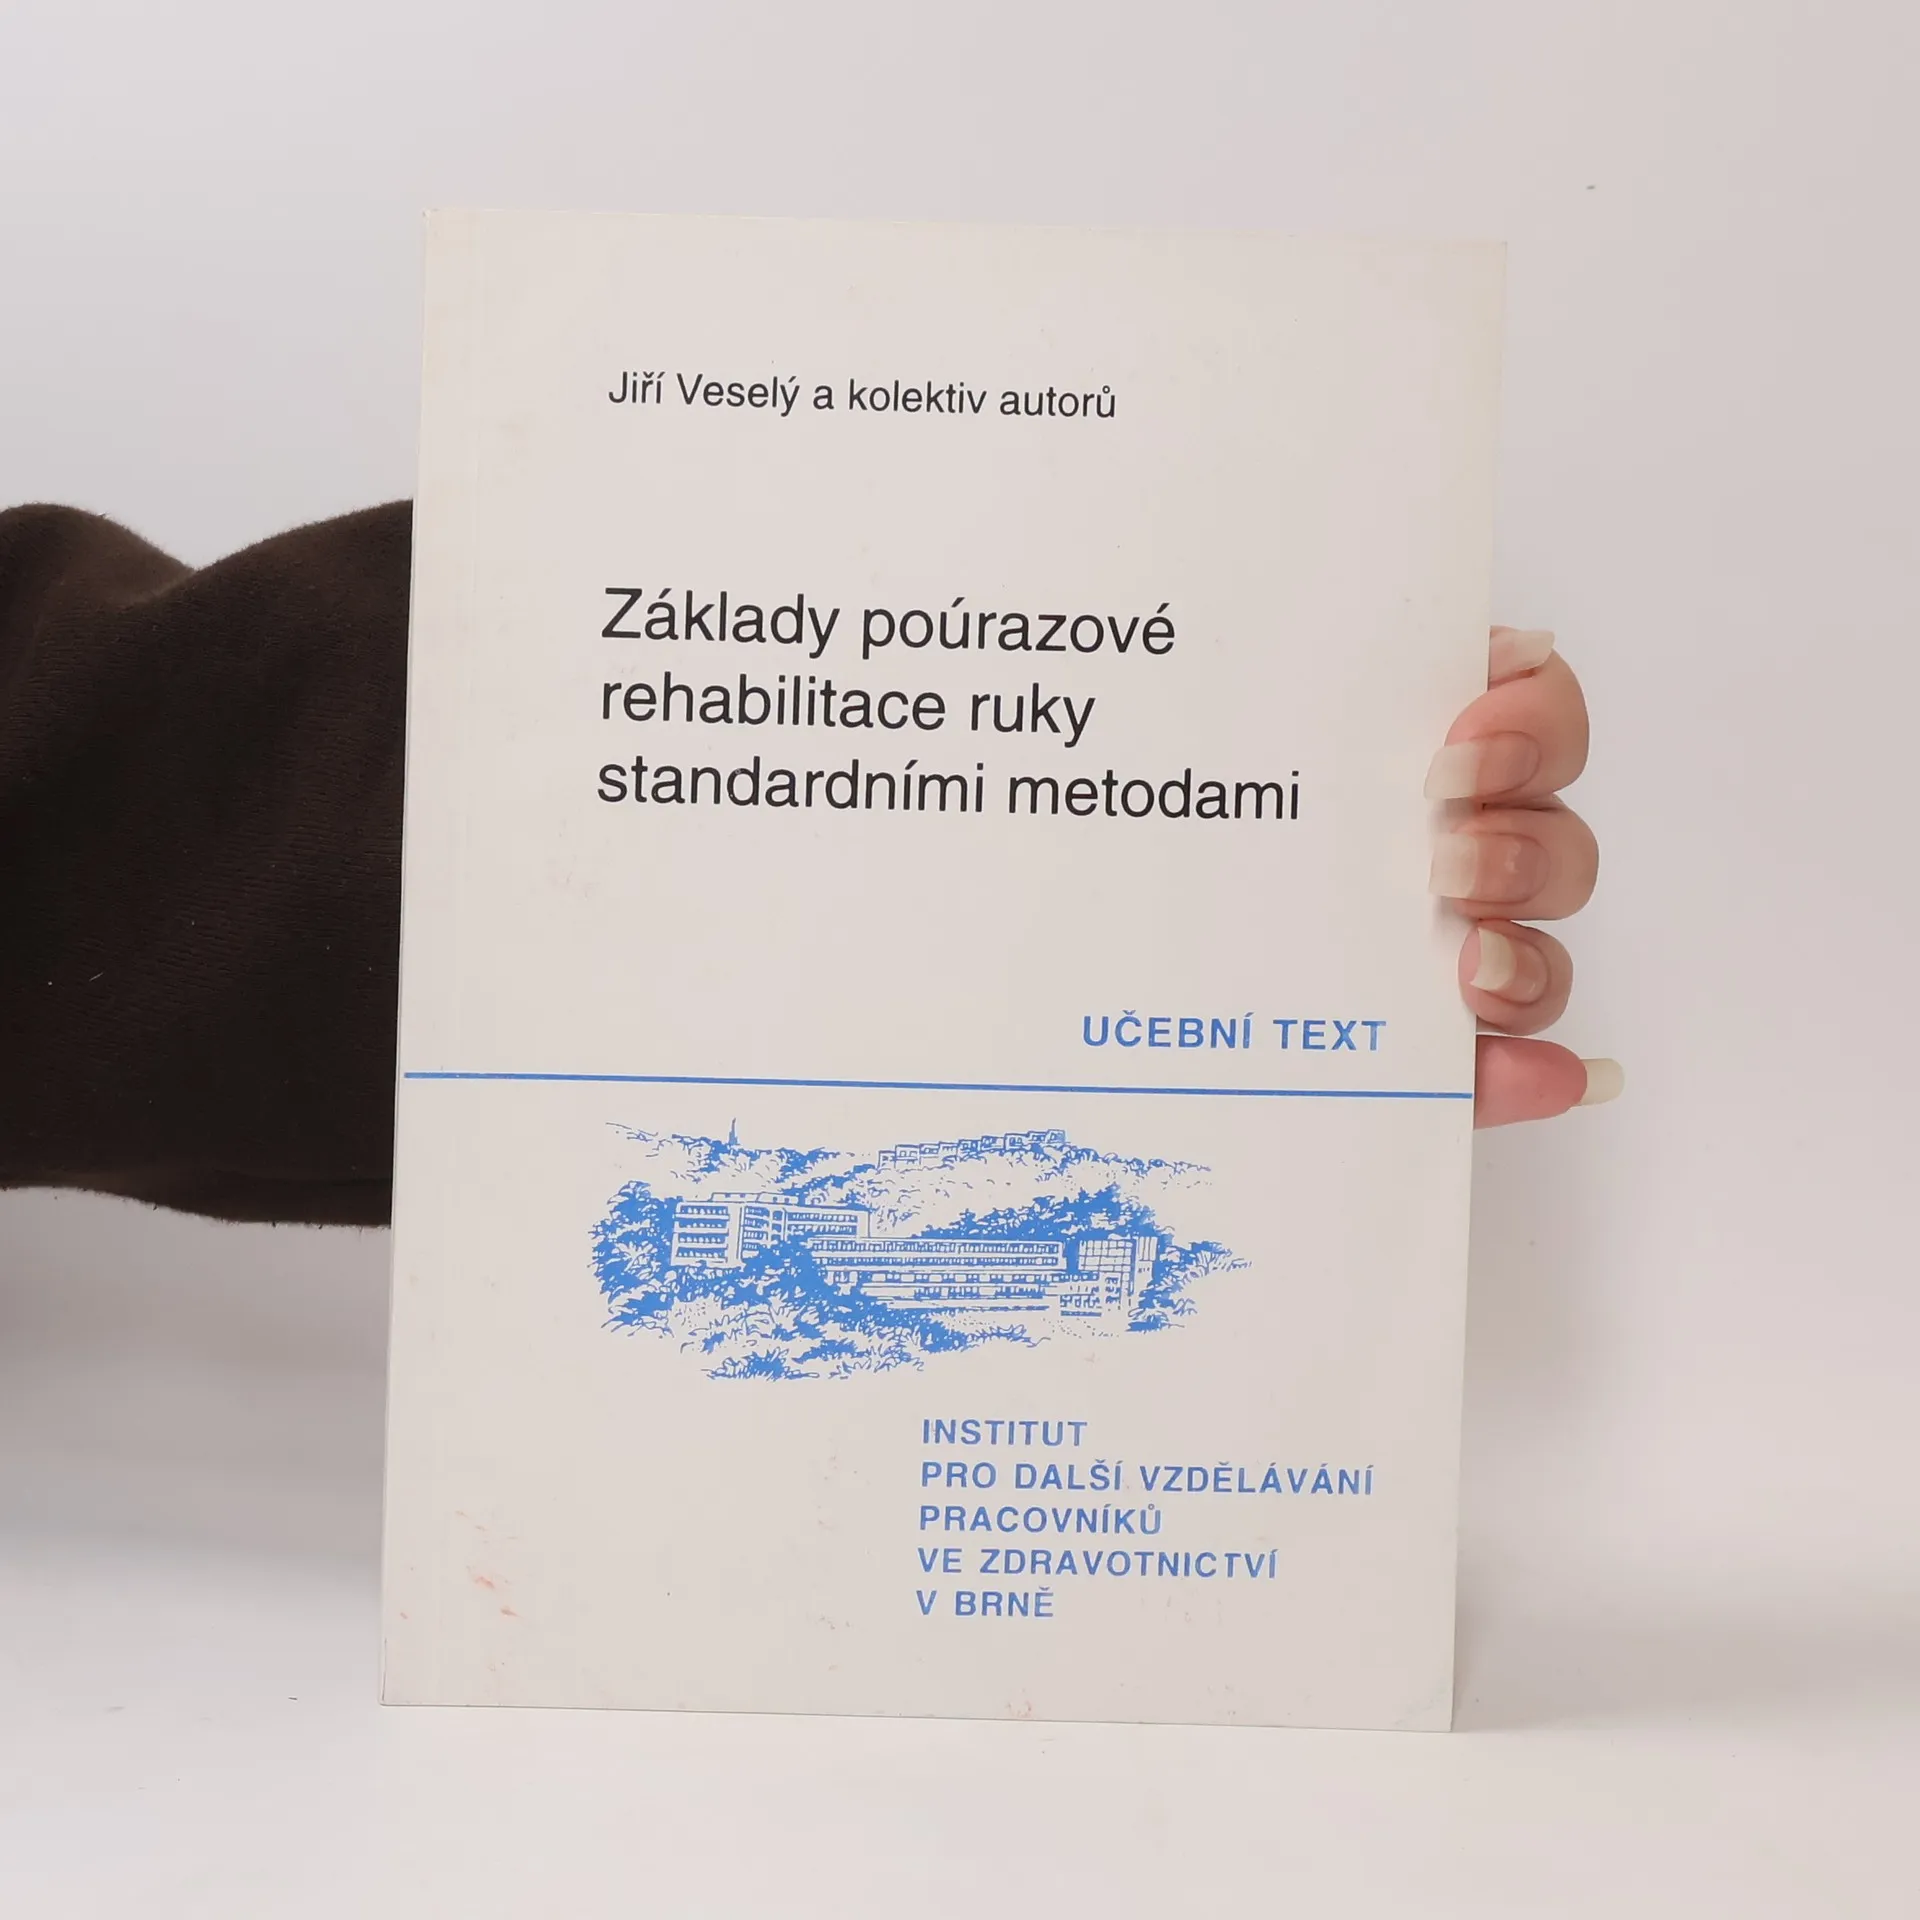 Jiří Veselý a kolektiv autorů
Základy poúrazové
rehabilitace ruky
standardními metodami
UČEBNÍ TEXT
INSTITUT
PRO DALŠÍ VZDĚLÁVÁNÍ
PRACOVNÍKŮ
VE ZDRAVOTNICTVÍ
V BRNĚ